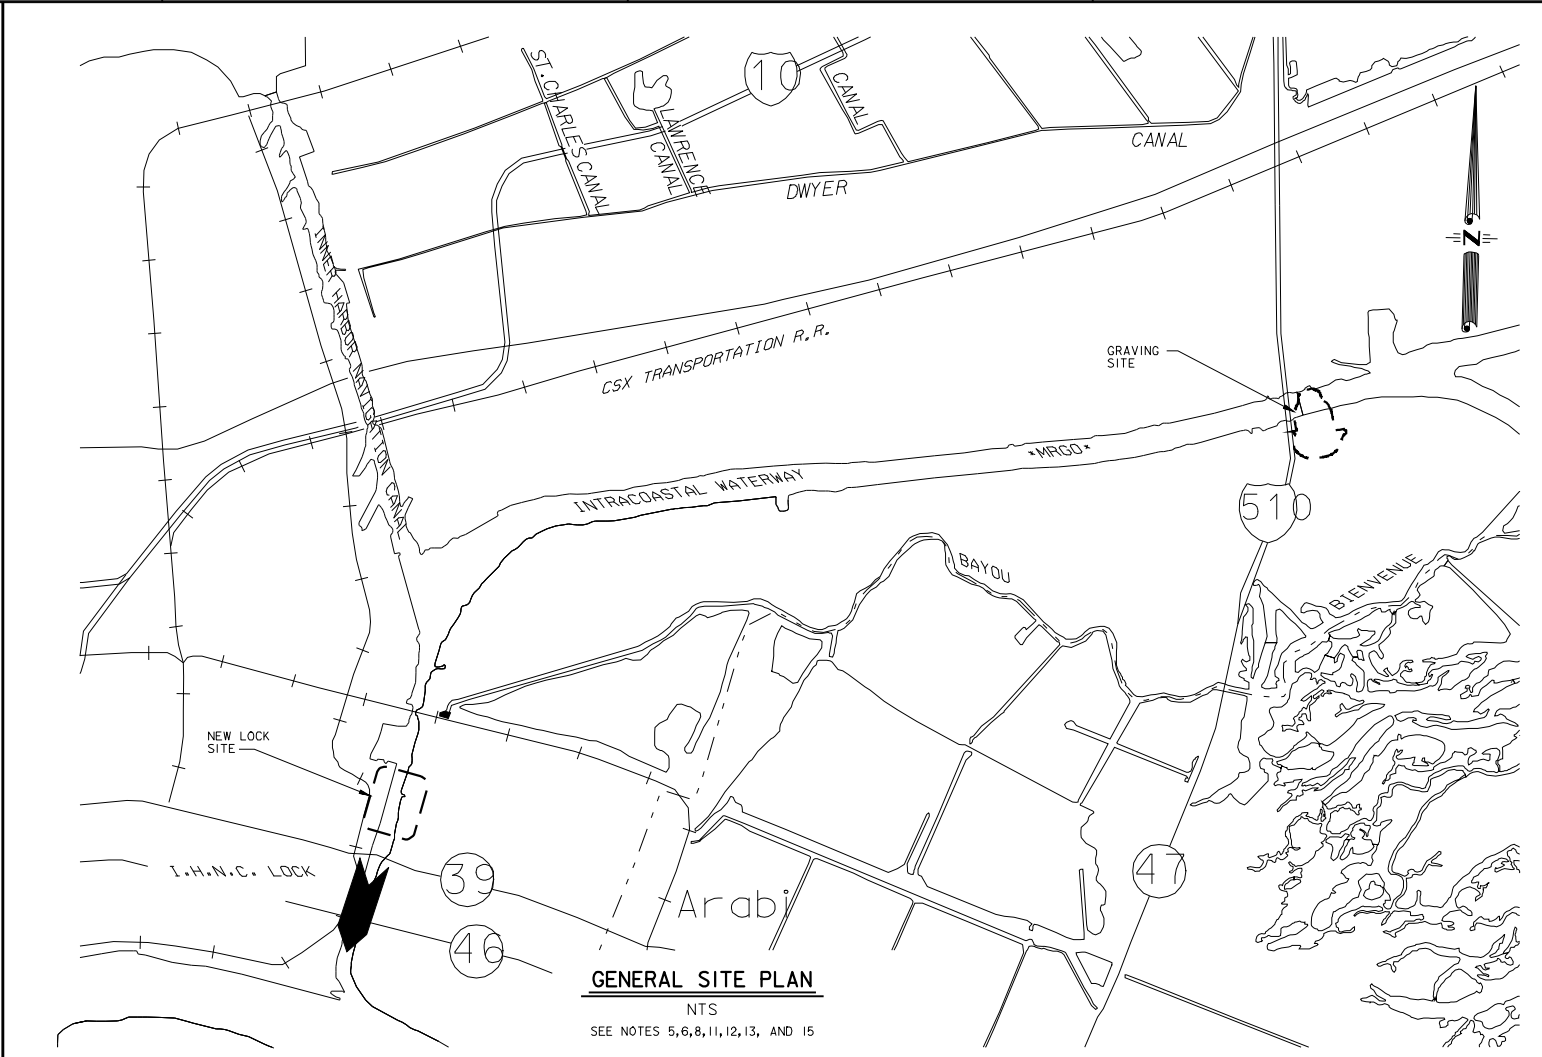 10
ST. CHARLES CANAL
LAWRENCE
CANAL
CANAL
CANAL
DWYER
INNER HARBOR NAVIGATION CANAL
N
CSX TRANSPORTATION R.R.
GRAVING
SITE
*MRGO*
INTRACOASTAL WATERWAY
510
BAYOU
BIENVENUE
NEW LOCK
SITE
I.H.N.C. LOCK
39
47
Arabi
46
GENERAL SITE PLAN
NTS
SEE NOTES 5,6,8,11,12,13, AND 15